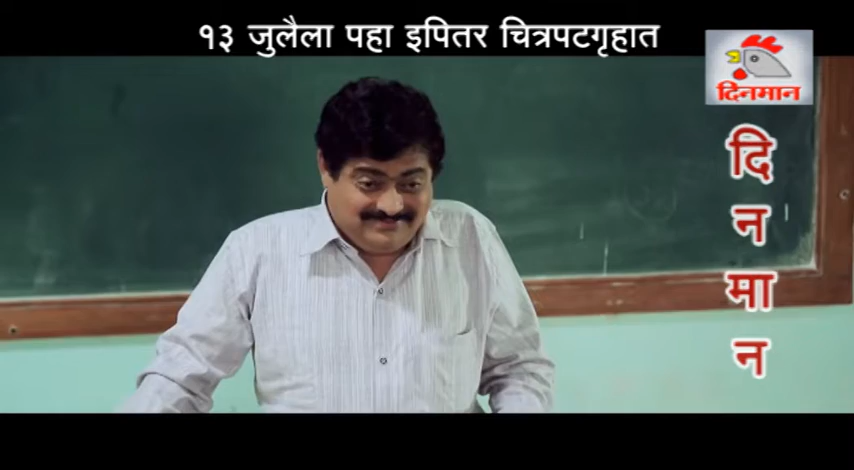 १३ जुलैला पहा इपितर चित्रपटगृहात
दिनमान
दि
न
मा
न